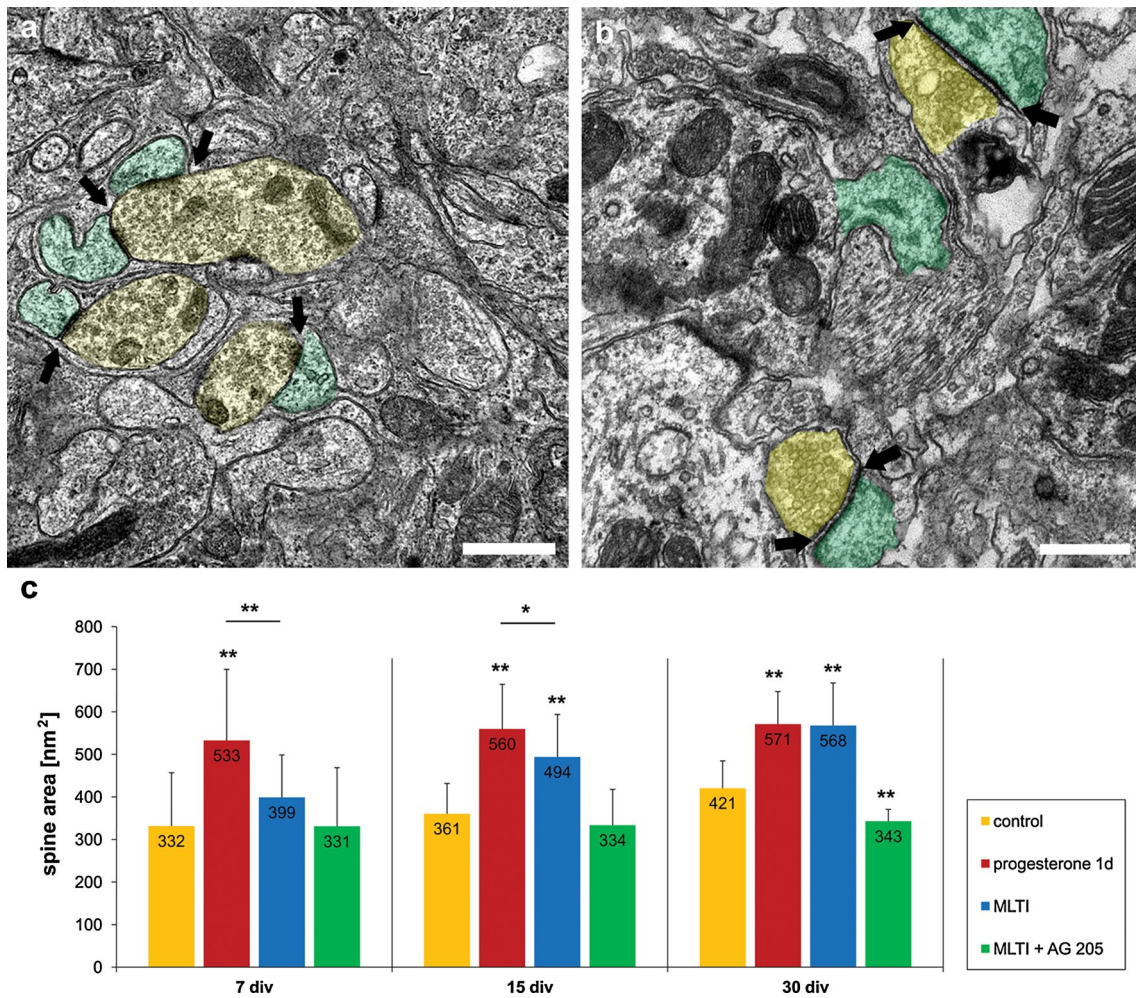 a
b
c
**
*
**
**
**
**
**
**
800
700
600
500
400
300
200
100
0
spine area [nm²]
332
533
399
331
361
560
494
334
421
571
568
343
7 div
15 div
30 div
control
progesterone 1d
MLTI
MLTI + AG 205